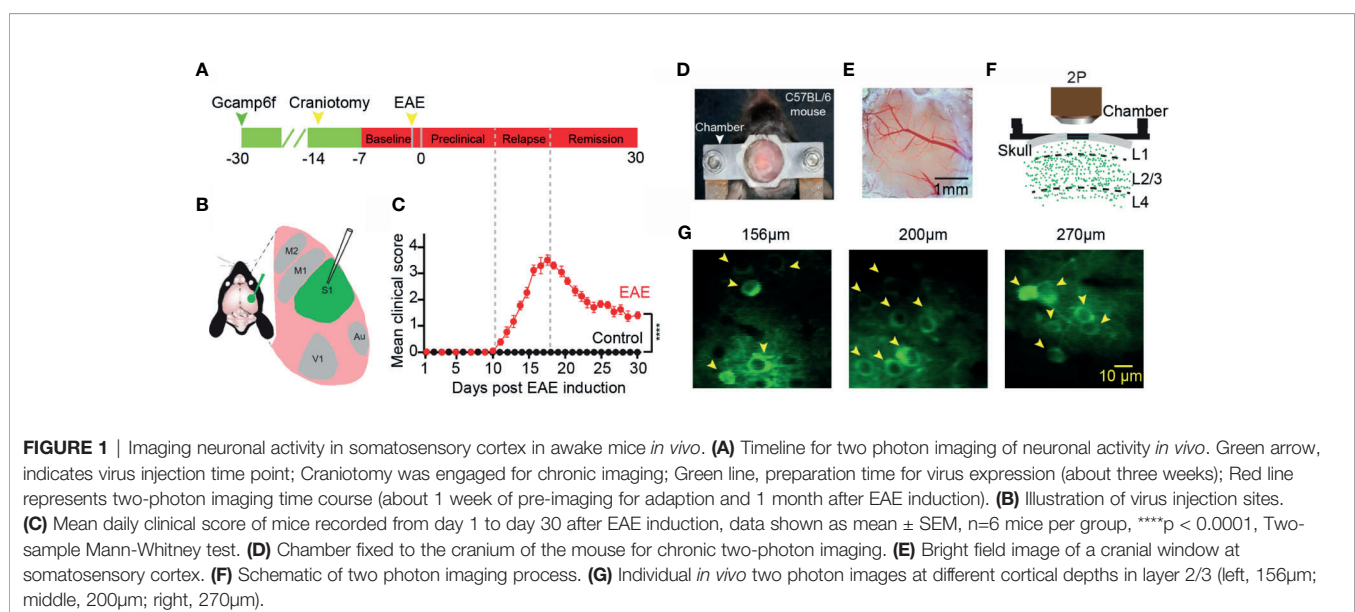 A
Gcamp6f
Craniotomy
EAE
Baseline
Preclinical
Relapse
Remission
-30
-14
-7
0
30
B
M2
M1
S1
Au
V1
C
Mean clinical score
4
3
2
1
0
EAE
Control
****
1 5 10 15 20 25 30
Days post EAE induction
D
C57BL/6
mouse
Chamber
E
1mm
F
2P
Chamber
Skull
L1
L2/3
L4
G
156µm
200µm
270µm
10 µm
FIGURE 1 | Imaging neuronal activity in somatosensory cortex in awake mice in vivo. (A) Timeline for two photon imaging of neuronal activity in vivo. Green arrow,
indicates virus injection time point; Craniotomy was engaged for chronic imaging; Green line, preparation time for virus expression (about three weeks); Red line
represents two-photon imaging time course (about 1 week of pre-imaging for adaption and 1 month after EAE induction). (B) Illustration of virus injection sites.
(C) Mean daily clinical score of mice recorded from day 1 to day 30 after EAE induction, data shown as mean ± SEM, n=6 mice per group, ****p < 0.0001, Two-
sample Mann-Whitney test. (D) Chamber fixed to the cranium of the mouse for chronic two-photon imaging. (E) Bright field image of a cranial window at
somatosensory cortex. (F) Schematic of two photon imaging process. (G) Individual in vivo two photon images at different cortical depths in layer 2/3 (left, 156µm;
middle, 200µm; right, 270µm).